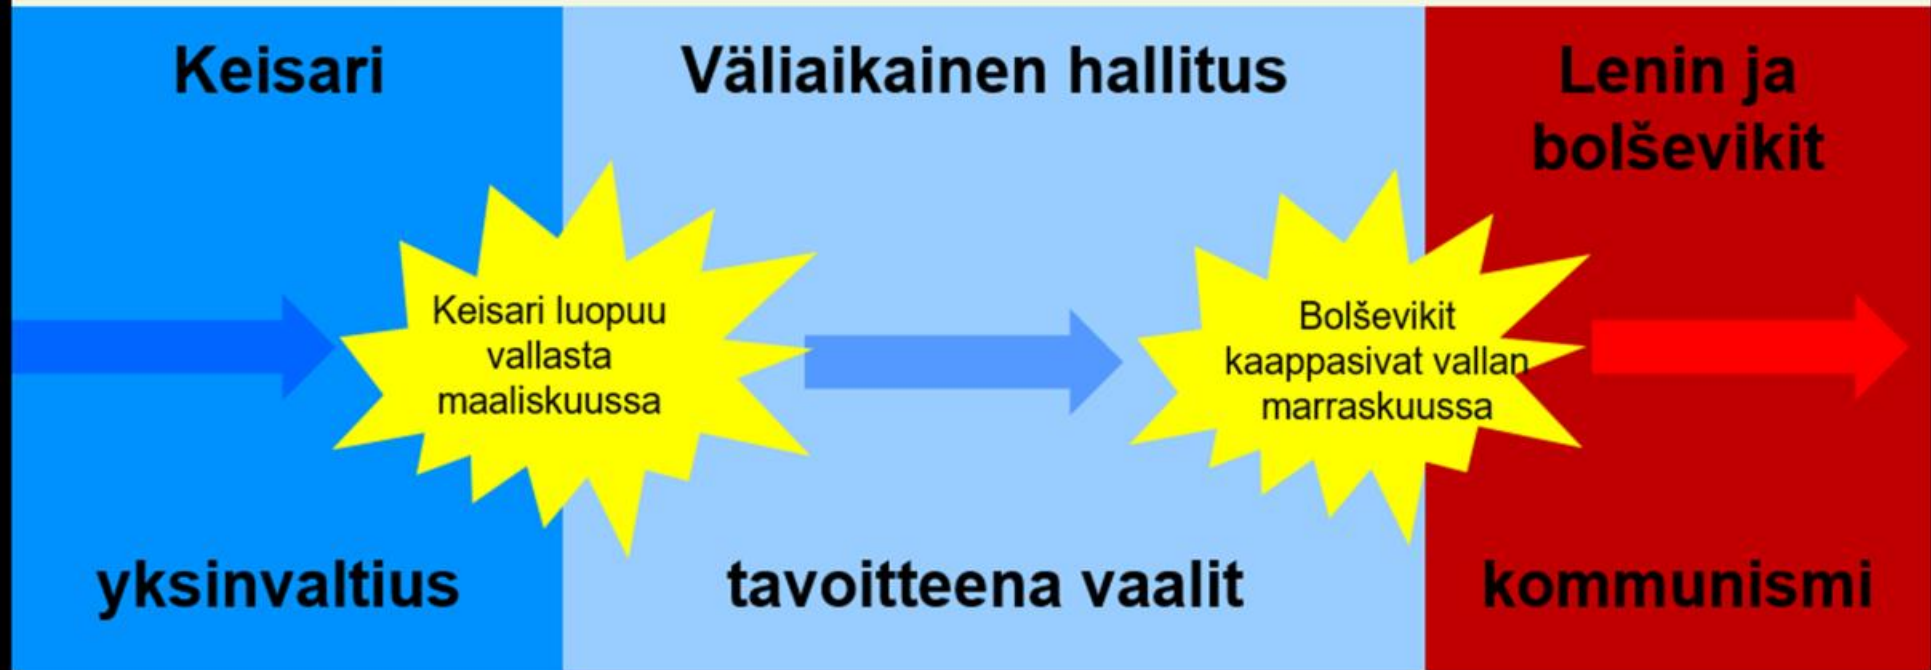 Keisari
Väliaikainen hallitus
Lenin ja
bolševikit
Keisari luopuu
vallasta
maaliskuussa
Bolševikit
kaappasivat vallan
marraskuussa
yksinvaltius
tavoitteena vaalit
kommunismi